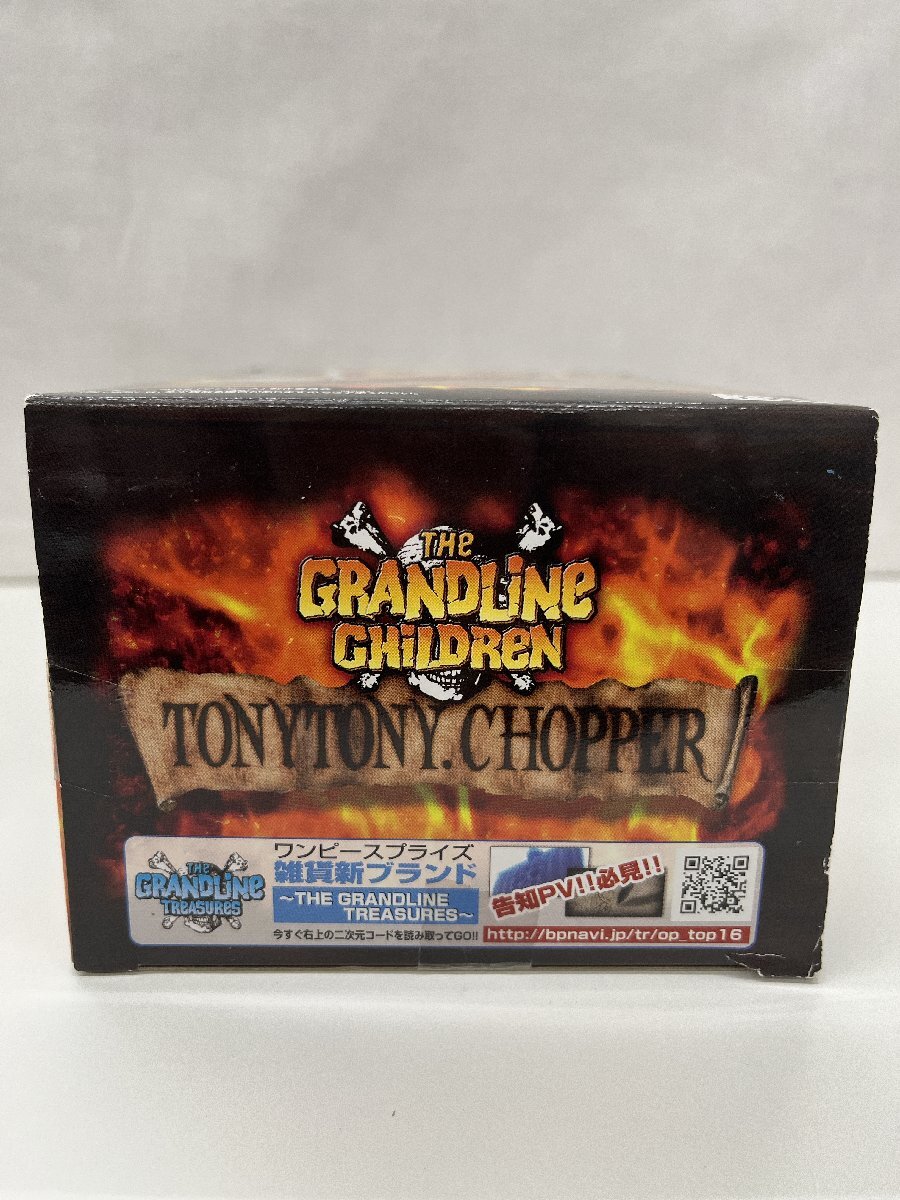 THE
GRANDLINE
CHILDREN
TONYTONY.CHOPPER
THE
GRANDLINE
TREASURES
ワンピースプライズ
雑貨新ブランド
~THE GRANDLINE
TREASURES~
今すぐ右上の二次元コードを読み取ってGO!!
告知PV!!必見!!
http://bpnavi.jp/tr/op_top16